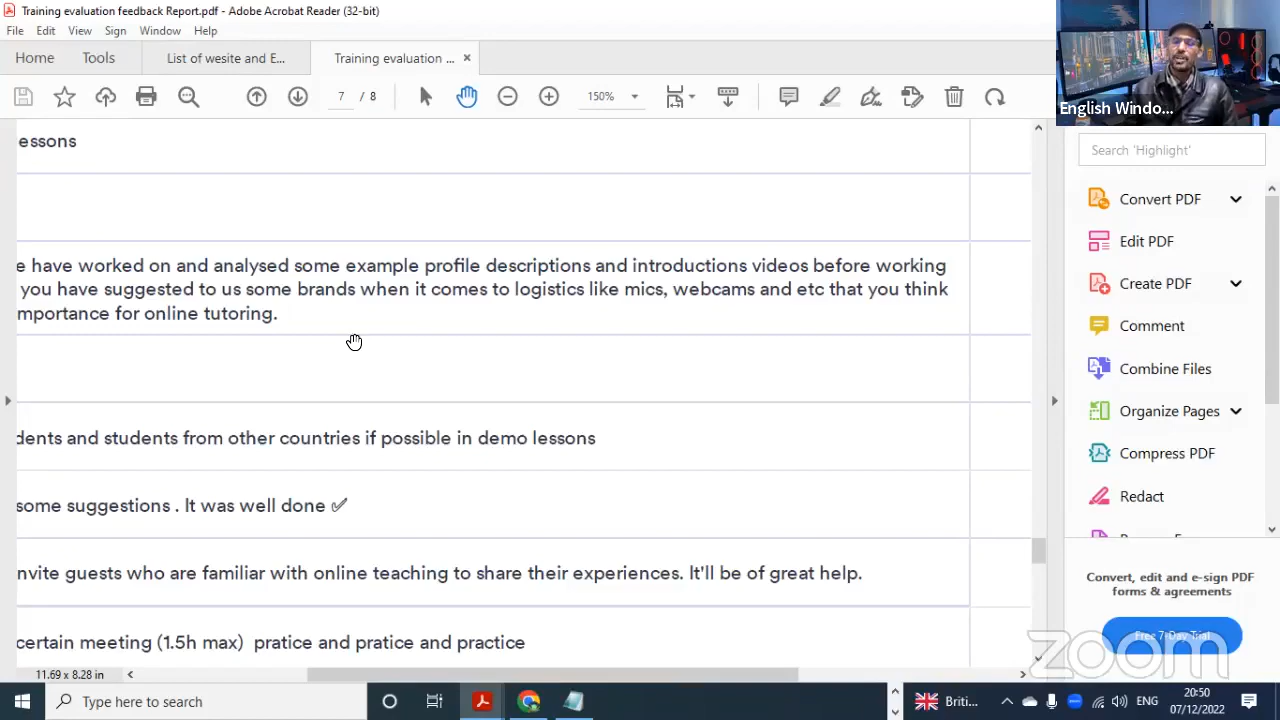 Training evaluation feedback Report.pdf - Adobe Acrobat Reader (32-bit)
File Edit View Sign Window Help
Home Tools List of wesite and E... Training evaluation ... ×
7 / 8 150%
English Windo...
essons
e have worked on and analysed some example profile descriptions and introductions videos before working
you have suggested to us some brands when it comes to logistics like mics, webcams and etc that you think
mportance for online tutoring.
dents and students from other countries if possible in demo lessons
some suggestions . It was well done ✅
nvite guests who are familiar with online teaching to share their experiences. It'll be of great help.
certain meeting (1.5h max) pratice and pratice and practice
Search 'Highlight'
Convert PDF
Edit PDF
Create PDF
Comment
Combine Files
Organize Pages
Compress PDF
Redact
Convert, edit and e-sign PDF
forms & agreements
Free 7-Day Trial
zoom
11.69 x 8.28 in
Type here to search
Briti...
ENG
20:50
07/12/2022